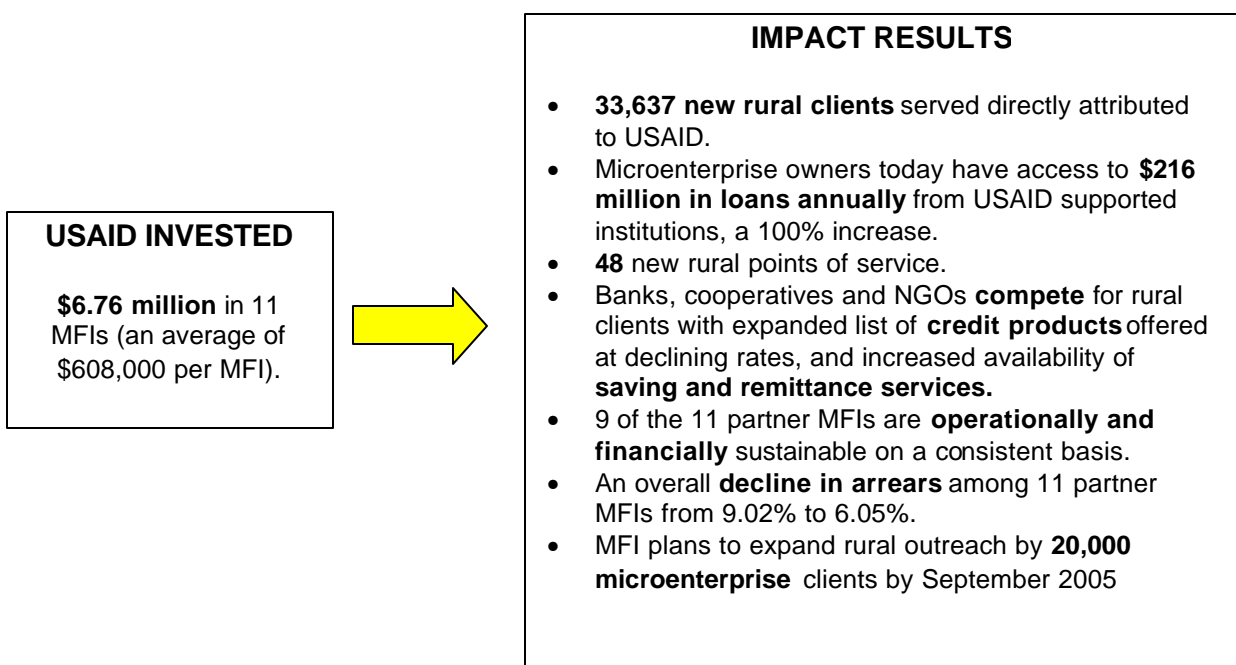 USAID INVESTED
$6.76 million in 11
MFIs (an average of
$608,000 per MFI).
IMPACT RESULTS
• 33,637 new rural clients served directly attributed
to USAID.
• Microenterprise owners today have access to $216
million in loans annually from USAID supported
institutions, a 100% increase.
• 48 new rural points of service.
• Banks, cooperatives and NGOs compete for rural
clients with expanded list of credit products offered
at declining rates, and increased availability of
saving and remittance services.
• 9 of the 11 partner MFIs are operationally and
financially sustainable on a consistent basis.
• An overall decline in arrears among 11 partner
MFIs from 9.02% to 6.05%.
• MFI plans to expand rural outreach by 20,000
microenterprise clients by September 2005